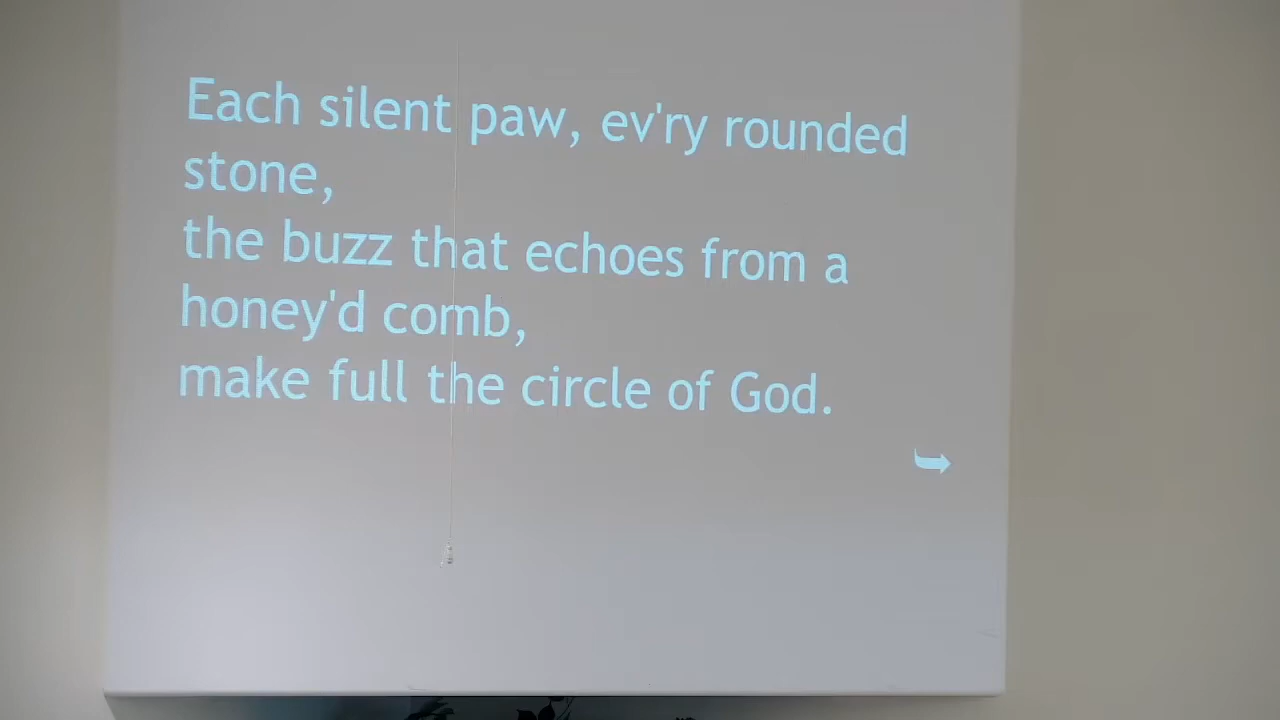 Each silent paw, ev'ry rounded
stone,
the buzz that echoes from a
honey'd comb,
make full the circle of God.